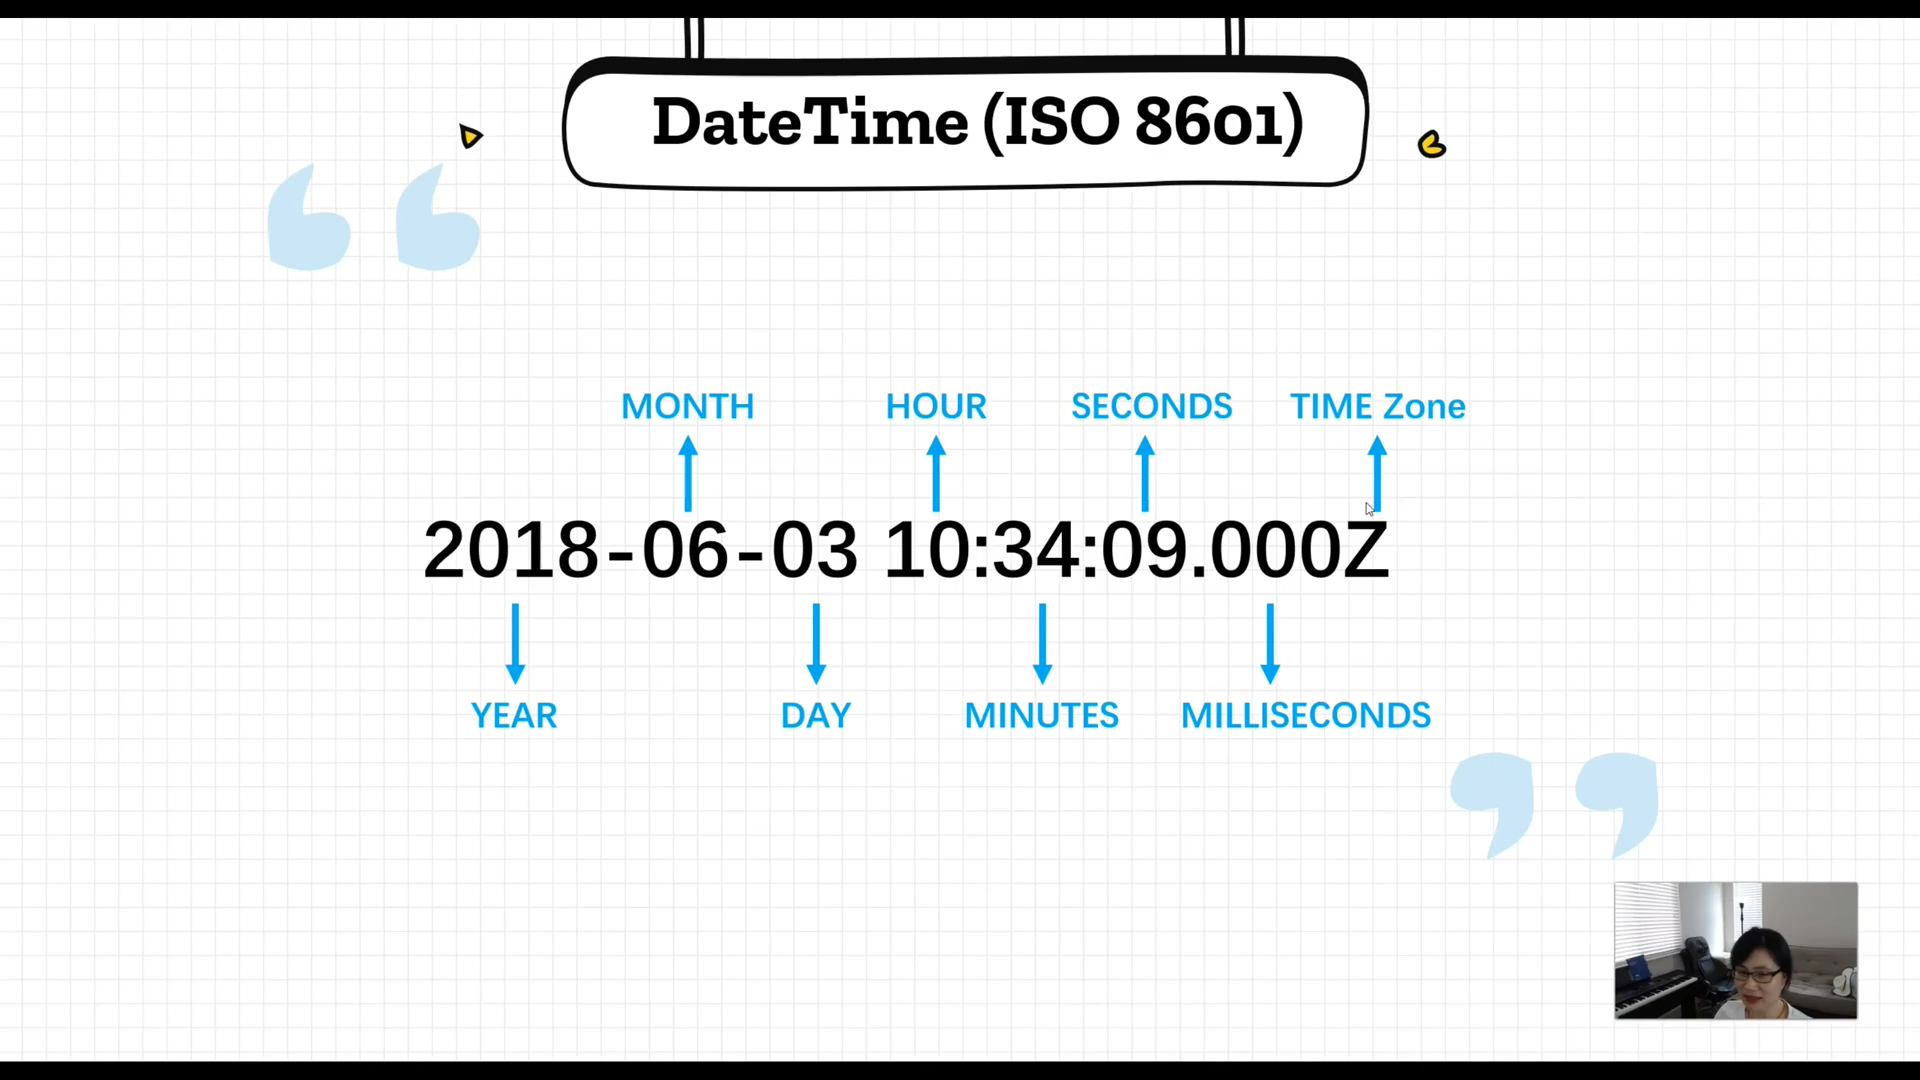 DateTime (ISO 8601)
MONTH HOUR SECONDS TIME Zone
2018-06-03 10:34:09.000Z
YEAR DAY MINUTES MILLISECONDS